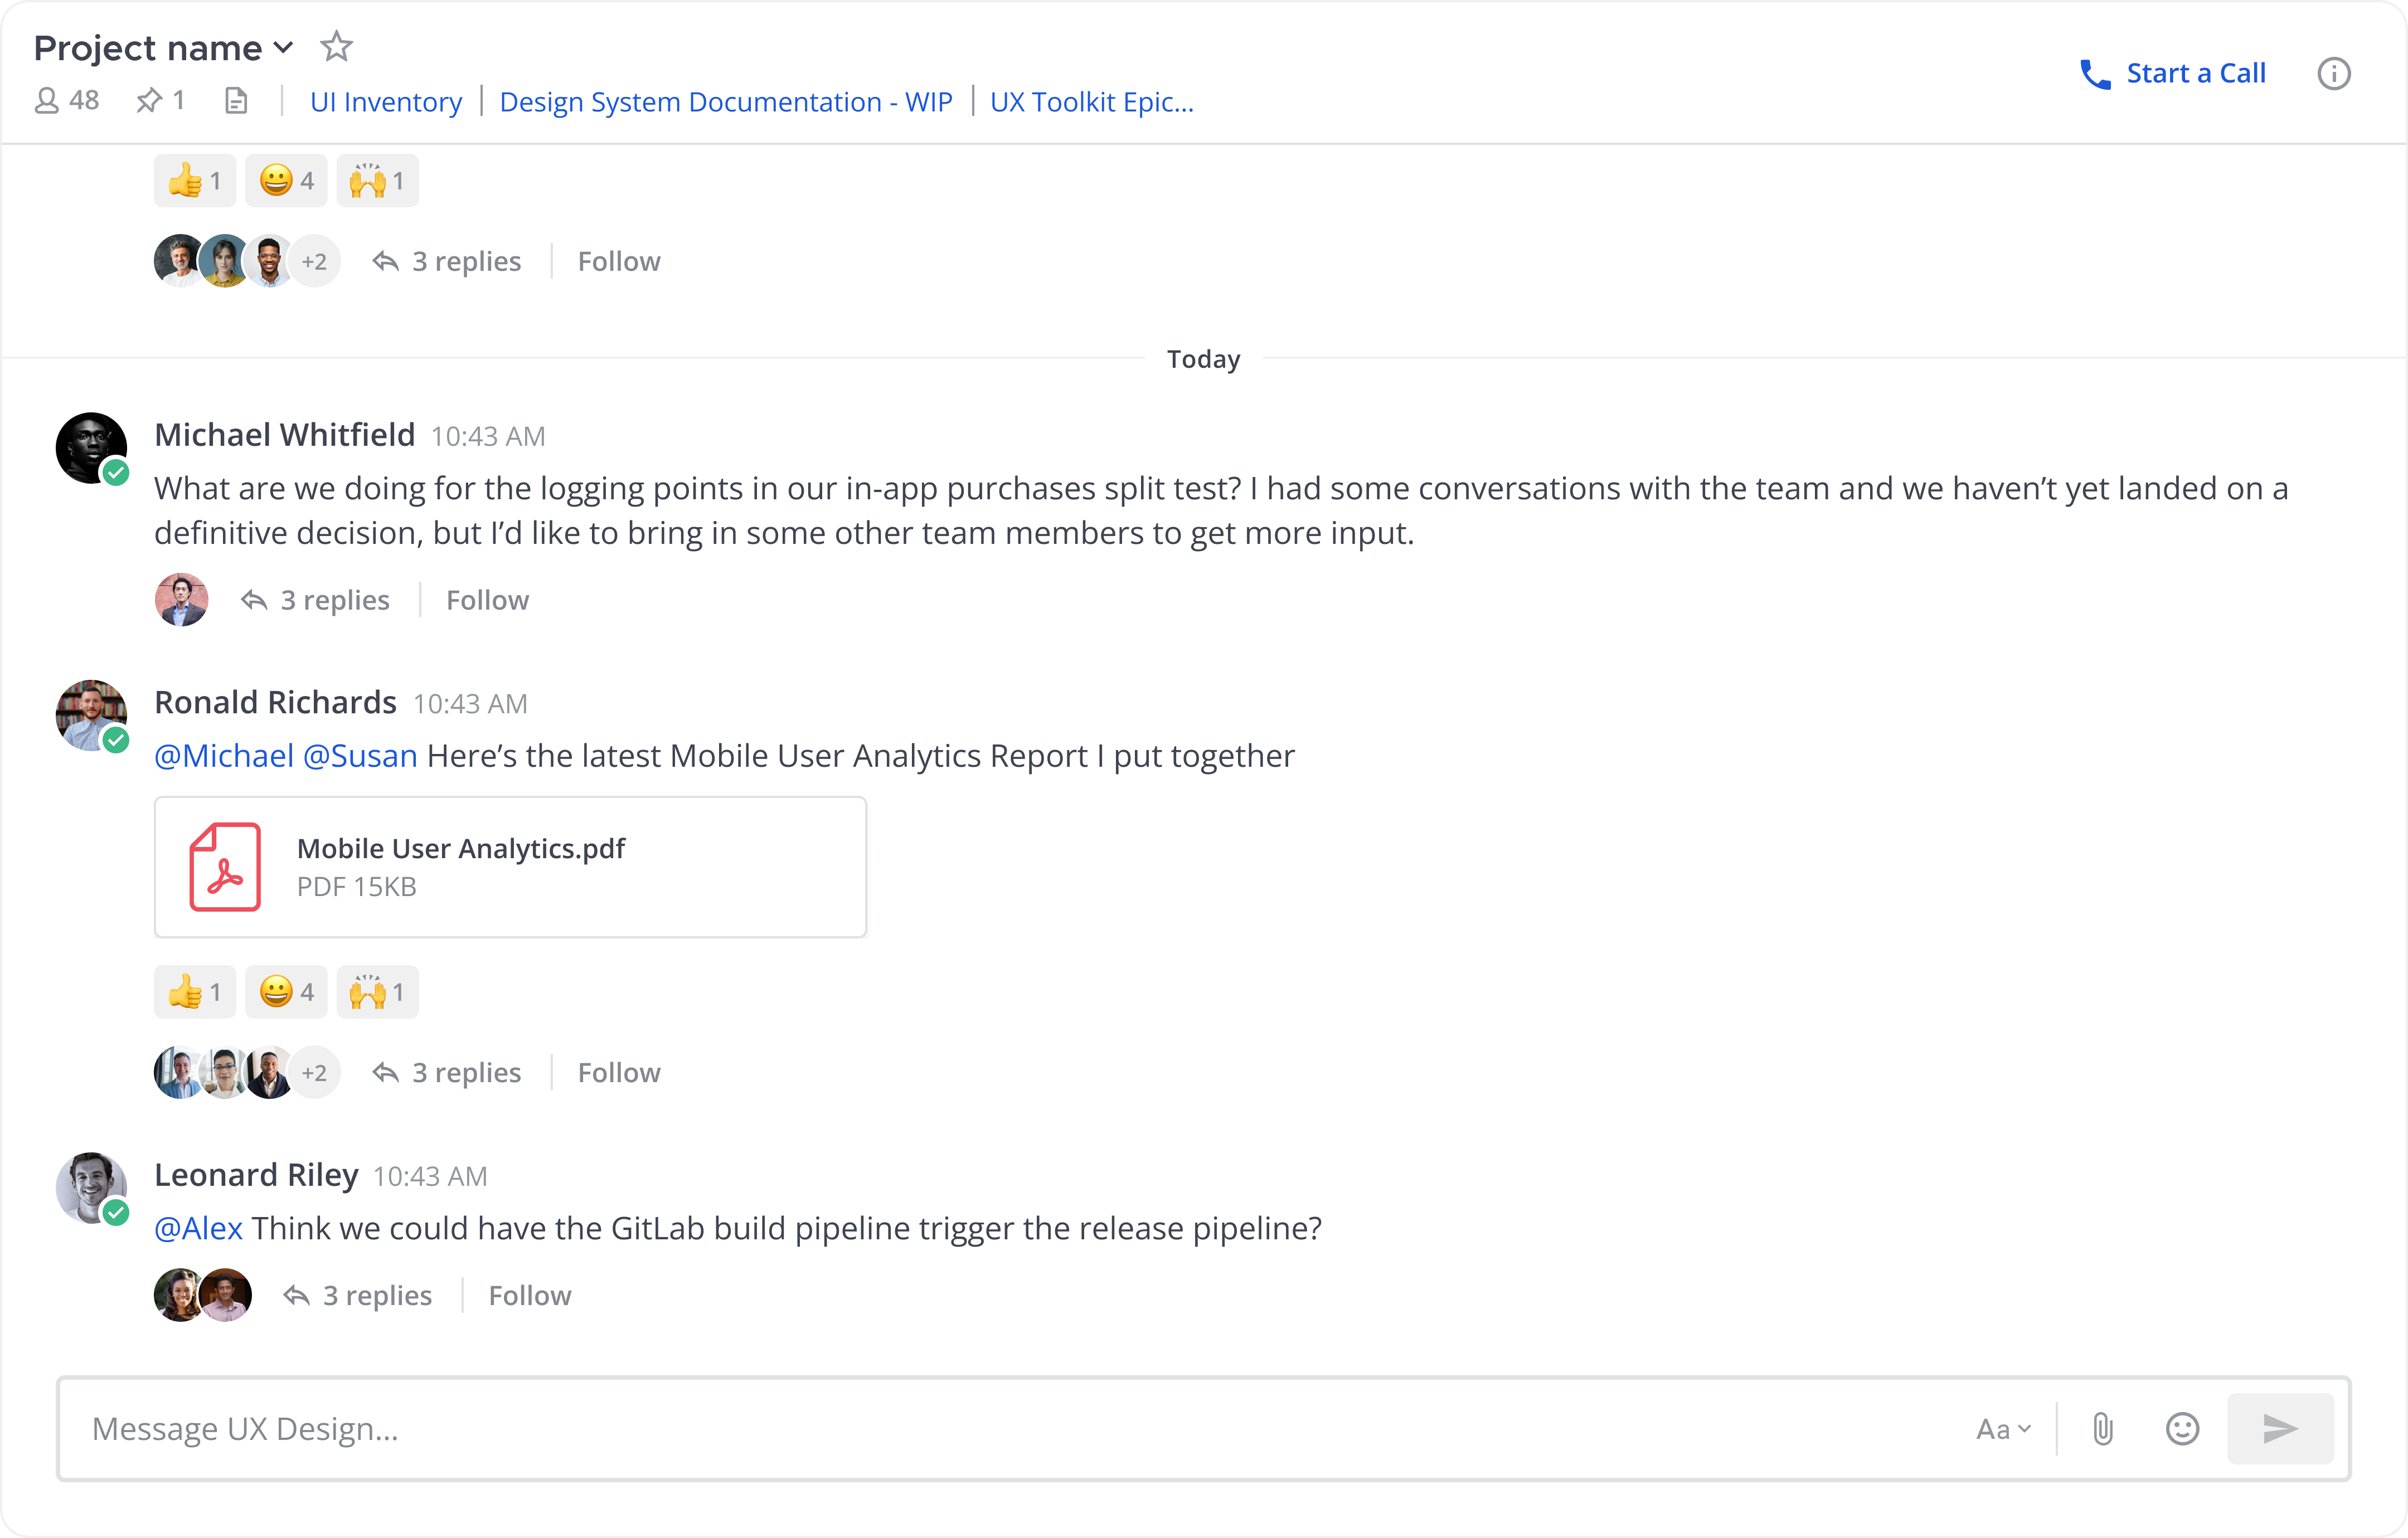 Project name
48 1 UI Inventory Design System Documentation - WIP UX Toolkit Epic...
Start a Call
1 4 1
+2 3 replies Follow
Today
Michael Whitfield 10:43 AM
What are we doing for the logging points in our in-app purchases split test? I had some conversations with the team and we haven’t yet landed on a
definitive decision, but I’d like to bring in some other team members to get more input.
3 replies Follow
Ronald Richards 10:43 AM
@Michael @Susan Here’s the latest Mobile User Analytics Report I put together
Mobile User Analytics.pdf
PDF 15KB
1 4 1
+2 3 replies Follow
Leonard Riley 10:43 AM
@Alex Think we could have the GitLab build pipeline trigger the release pipeline?
3 replies Follow
Message UX Design... Aa